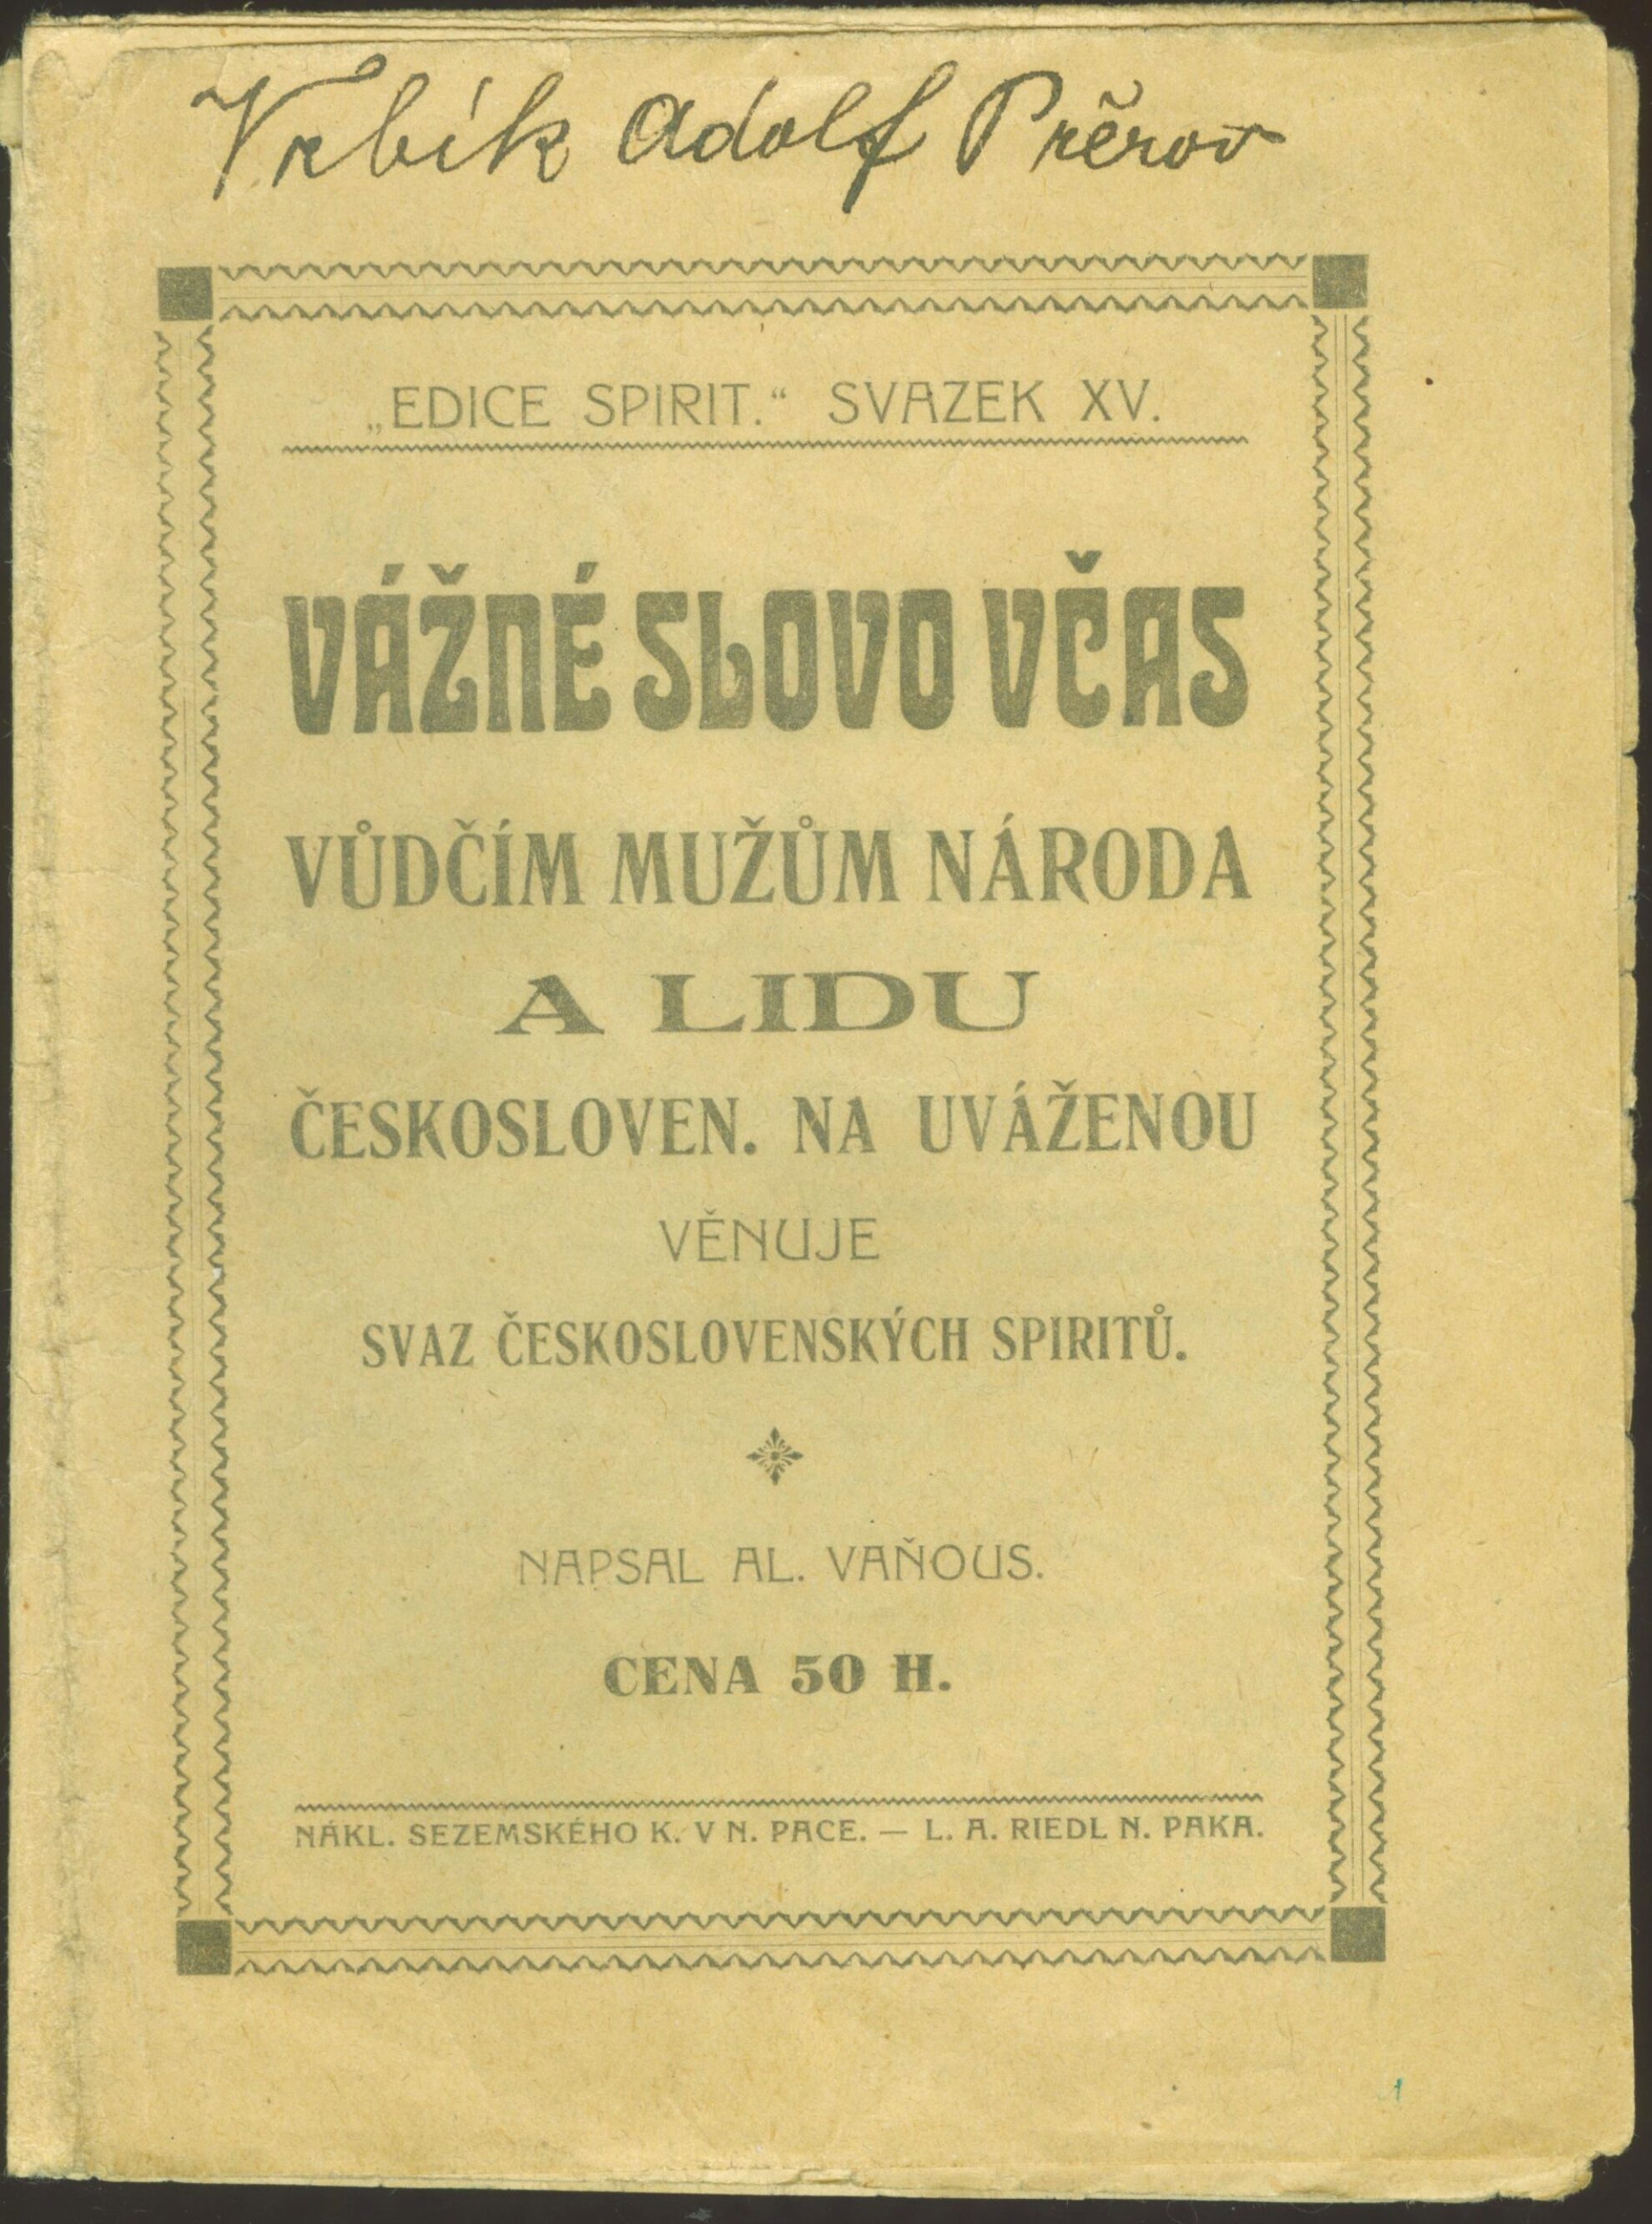 Vrbík Adolf Přěrov
„EDICE SPIRIT.“ SVAZEK XV.
VÁŽNÉ SLOVO VČAS
VŮDČÍM MUŽŮM NÁRODA
A LIDU
ČESKOSLOVEN. NA UVÁŽENOU
VĚNUJE
SVAZ ČESKOSLOVENSKÝCH SPIRITŮ.
NAPSAL AL. VAŇOUS.
CENA 50 H.
NÁKL. SEZEMSKÉHO K. V N. PACE. — L. A. RIEDL N. PAKA.